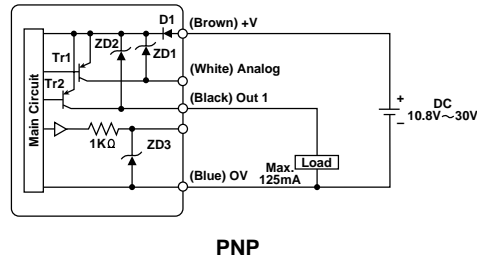 D1
(Brown) +V
ZD2
ZD1
Tr1
(White) Analog
Tr2
(Black) Out 1
Main Circuit
1KΩ
ZD3
(Blue) OV
Load
Max.
125mA
+
DC
10.8V～30V
−
PNP